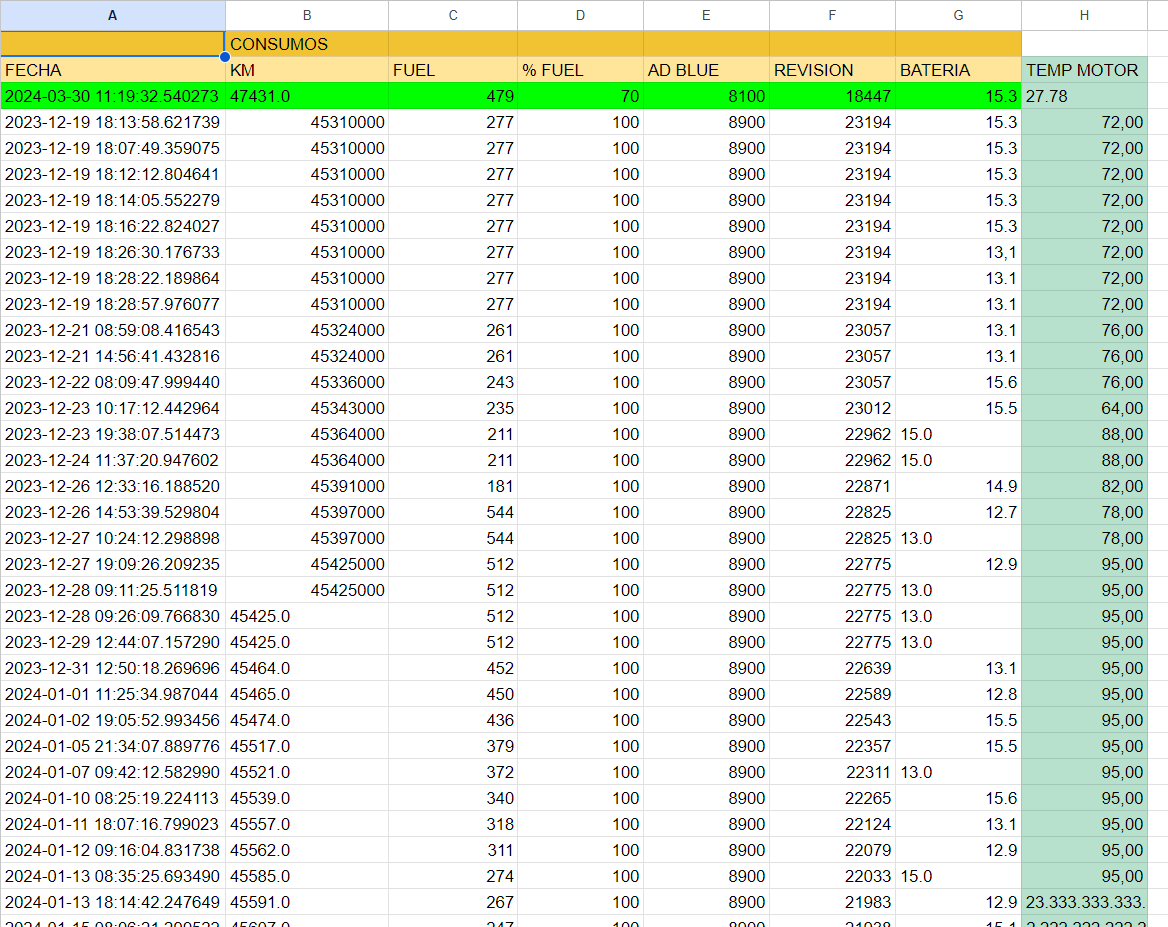 A B C D E F G H
CONSUMOS
FECHA KM FUEL % FUEL AD BLUE REVISION BATERIA TEMP MOTOR
2024-03-30 11:19:32.540273 47431.0 479 70 8100 18447 15.3 27.78
2023-12-19 18:13:58.621739 45310000 277 100 8900 23194 15.3 72,00
2023-12-19 18:07:49.359075 45310000 277 100 8900 23194 15.3 72,00
2023-12-19 18:12:12.804641 45310000 277 100 8900 23194 15.3 72,00
2023-12-19 18:14:05.552279 45310000 277 100 8900 23194 15.3 72,00
2023-12-19 18:16:22.824027 45310000 277 100 8900 23194 15.3 72,00
2023-12-19 18:26:30.176733 45310000 277 100 8900 23194 13,1 72,00
2023-12-19 18:28:22.189864 45310000 277 100 8900 23194 13.1 72,00
2023-12-19 18:28:57.976077 45310000 277 100 8900 23194 13.1 72,00
2023-12-21 08:59:08.416543 45324000 261 100 8900 23057 13.1 76,00
2023-12-21 14:56:41.432816 45324000 261 100 8900 23057 13.1 76,00
2023-12-22 08:09:47.999440 45336000 243 100 8900 23057 15.6 76,00
2023-12-23 10:17:12.442964 45343000 235 100 8900 23012 15.5 64,00
2023-12-23 19:38:07.514473 45364000 211 100 8900 22962 15.0 88,00
2023-12-24 11:37:20.947602 45364000 211 100 8900 22962 15.0 88,00
2023-12-26 12:33:16.188520 45391000 181 100 8900 22871 14.9 82,00
2023-12-26 14:53:39.529804 45397000 544 100 8900 22825 12.7 78,00
2023-12-27 10:24:12.298898 45397000 544 100 8900 22825 13.0 78,00
2023-12-27 19:09:26.209235 45425000 512 100 8900 22775 12.9 95,00
2023-12-28 09:11:25.511819 45425000 512 100 8900 22775 13.0 95,00
2023-12-28 09:26:09.766830 45425.0 512 100 8900 22775 13.0 95,00
2023-12-29 12:44:07.157290 45425.0 512 100 8900 22775 13.0 95,00
2023-12-31 12:50:18.269696 45464.0 452 100 8900 22639 13.1 95,00
2024-01-01 11:25:34.987044 45465.0 450 100 8900 22589 12.8 95,00
2024-01-02 19:05:52.993456 45474.0 436 100 8900 22543 15.5 95,00
2024-01-05 21:34:07.889776 45517.0 379 100 8900 22357 15.5 95,00
2024-01-07 09:42:12.582990 45521.0 372 100 8900 22311 13.0 95,00
2024-01-10 08:25:19.224113 45539.0 340 100 8900 22265 15.6 95,00
2024-01-11 18:07:16.799023 45557.0 318 100 8900 22124 13.1 95,00
2024-01-12 09:16:04.831738 45562.0 311 100 8900 22079 12.9 95,00
2024-01-13 08:35:25.693490 45585.0 274 100 8900 22033 15.0 95,00
2024-01-13 18:14:42.247649 45591.0 267 100 8900 21983 12.9 23.333.333.333.